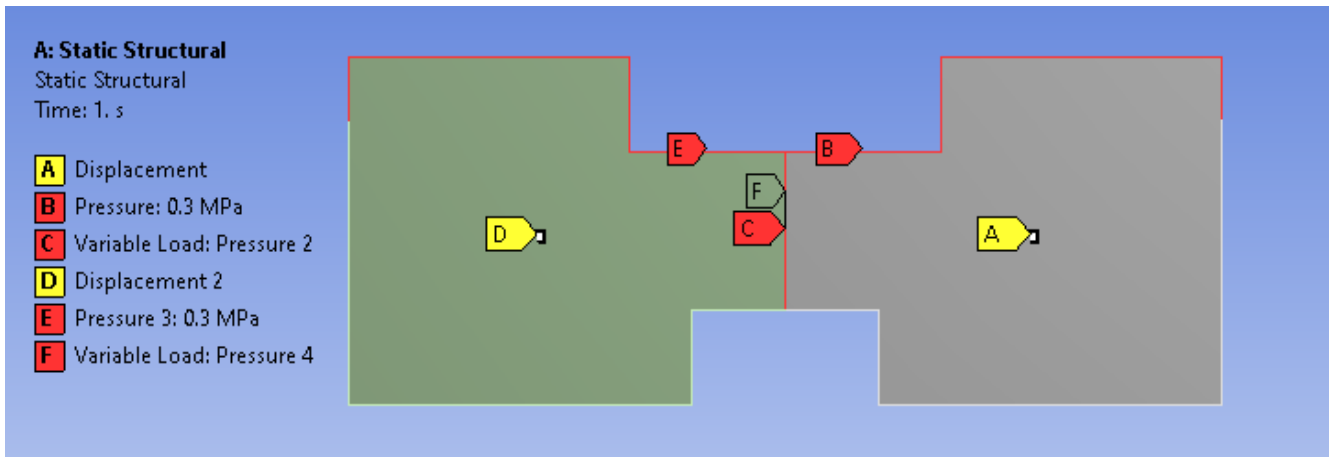 A: Static Structural
Static Structural
Time: 1. s
A Displacement
B Pressure: 0.3 MPa
C Variable Load: Pressure 2
D Displacement 2
E Pressure 3: 0.3 MPa
F Variable Load: Pressure 4
E
B
F
C
D
A